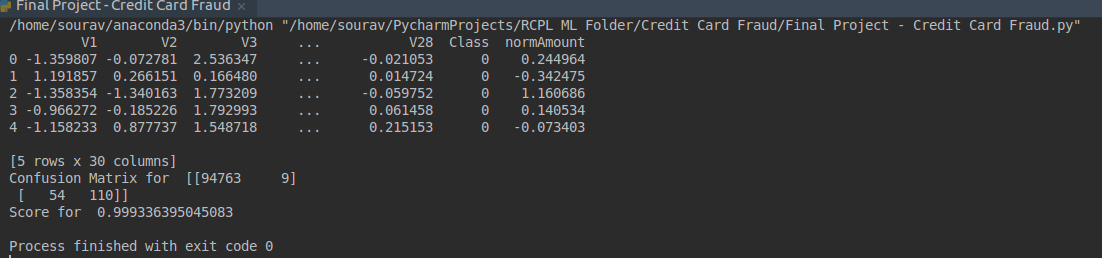 Final Project - Credit Card Fraud ×
/home/sourav/anaconda3/bin/python "/home/sourav/PycharmProjects/RCPL ML Folder/Credit Card Fraud/Final Project - Credit Card Fraud.py"
V1 V2 V3 ... V28 Class normAmount
0 -1.359807 -0.072781 2.536347 ... -0.021053 0 0.244964
1 1.191857 0.266151 0.166480 ... 0.014724 0 -0.342475
2 -1.358354 -1.340163 1.773209 ... -0.059752 0 1.160686
3 -0.966272 -0.185226 1.792993 ... 0.061458 0 0.140534
4 -1.158233 0.877737 1.548718 ... 0.215153 0 -0.073403
[5 rows x 30 columns]
Confusion Matrix for [[94763 9]
[ 54 110]]
Score for 0.999336395045083
Process finished with exit code 0